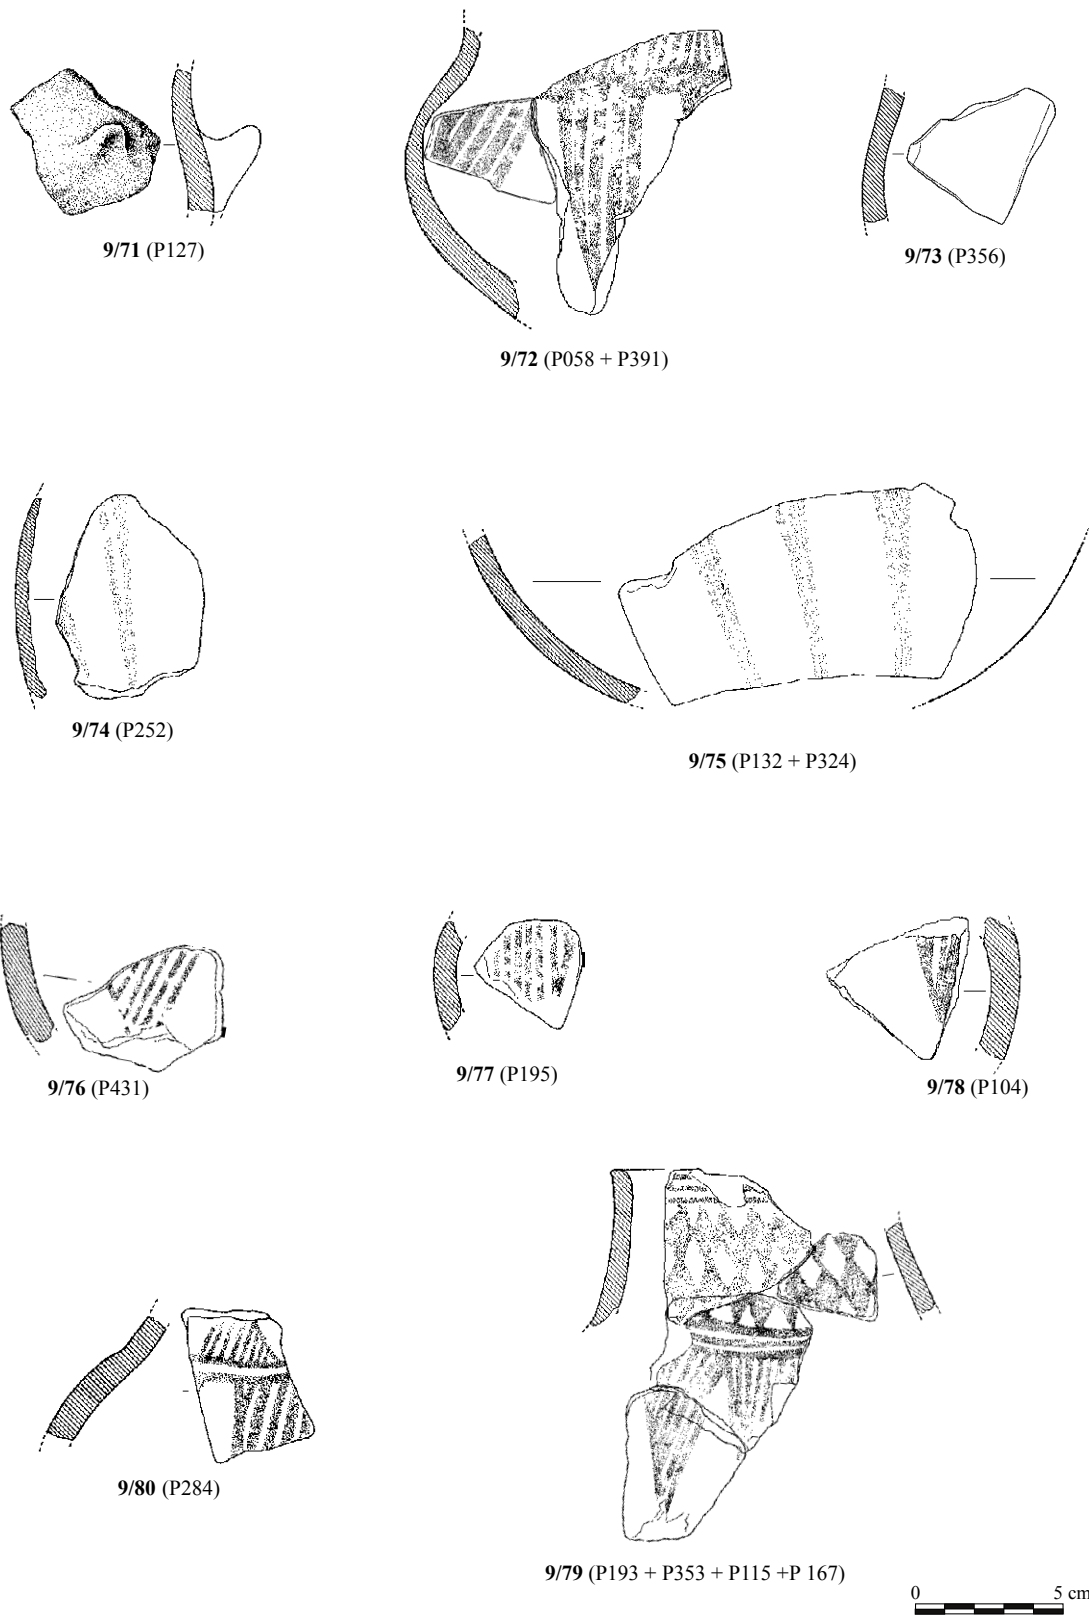 9/71 (P127)
9/72 (P058 + P391)
9/73 (P356)
9/74 (P252)
9/75 (P132 + P324)
9/76 (P431)
9/77 (P195)
9/78 (P104)
9/80 (P284)
9/79 (P193 + P353 + P115 +P 167)
0 5 cm